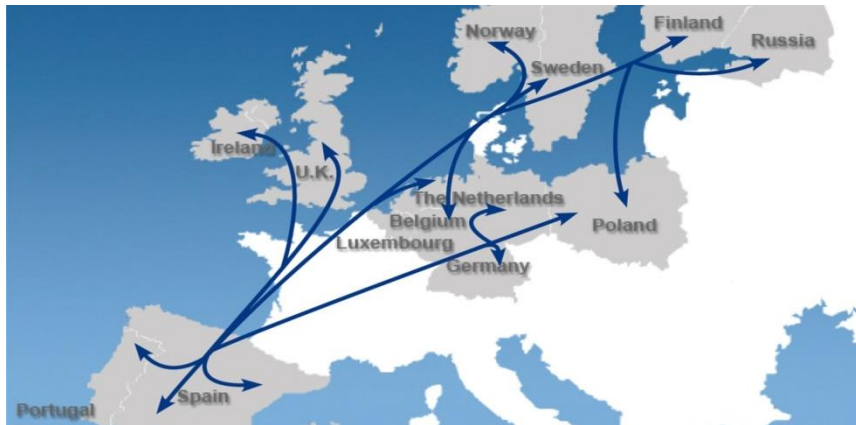 Norway
Finland
Russia
Sweden
Ireland
U.K.
The Netherlands
Belgium
Luxembourg
Poland
Germany
Spain
Portugal